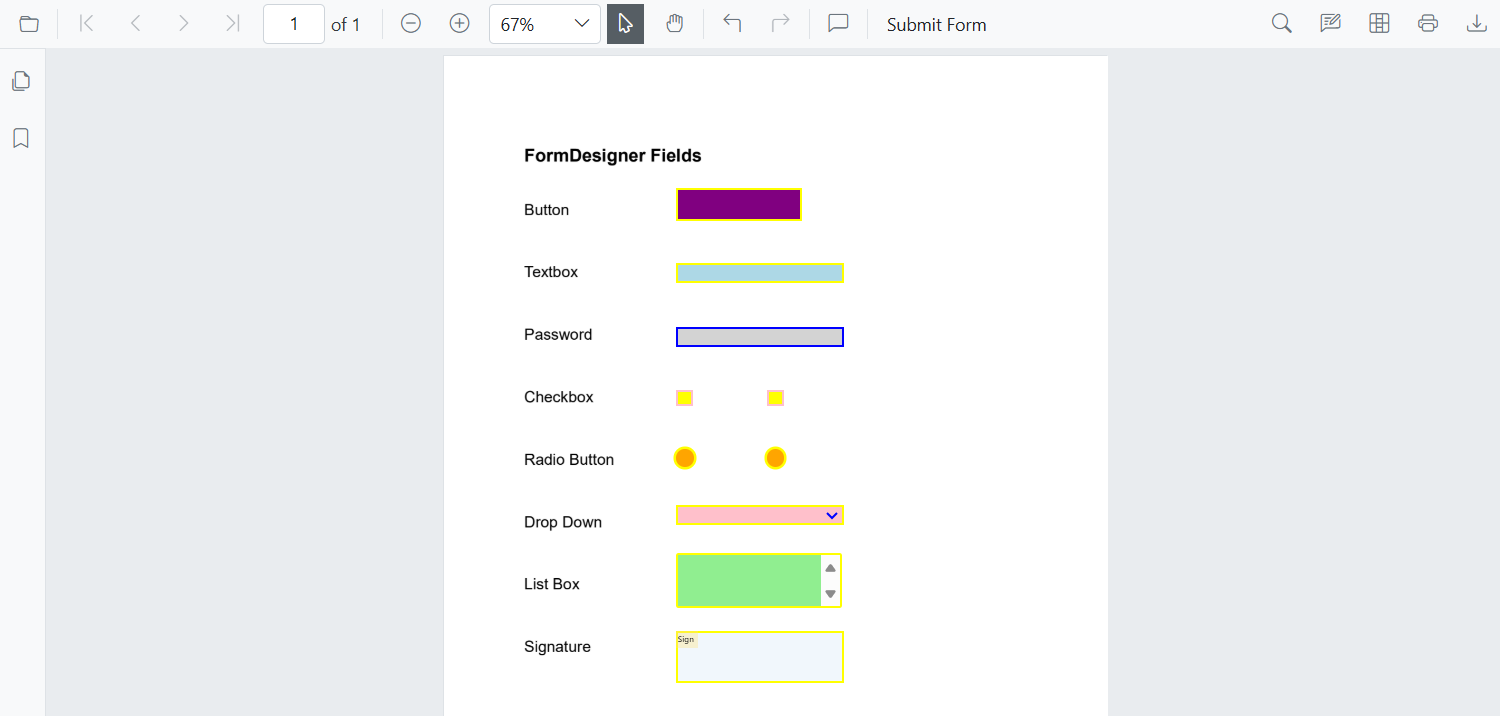 1 of 1 67% Submit Form
FormDesigner Fields
Button
Textbox
Password
Checkbox
Radio Button
Drop Down
List Box
Signature
Sign